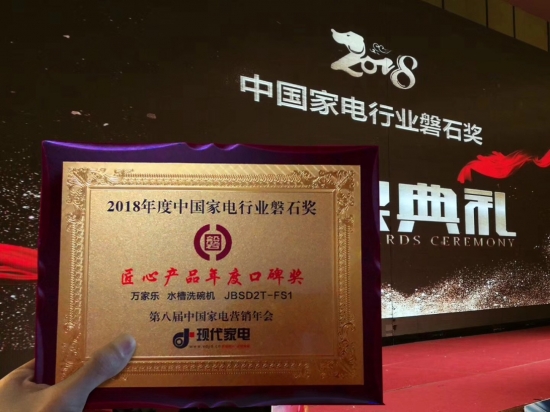 2018
中国家电行业磐石奖
典礼
RDS CEREMONY
2018年度中国家电行业磐石奖
磐
匠心产品年度口碑奖
万家乐 水槽洗碗机 JBSD2T-FS1
第八届中国家电营销年会
现代家电